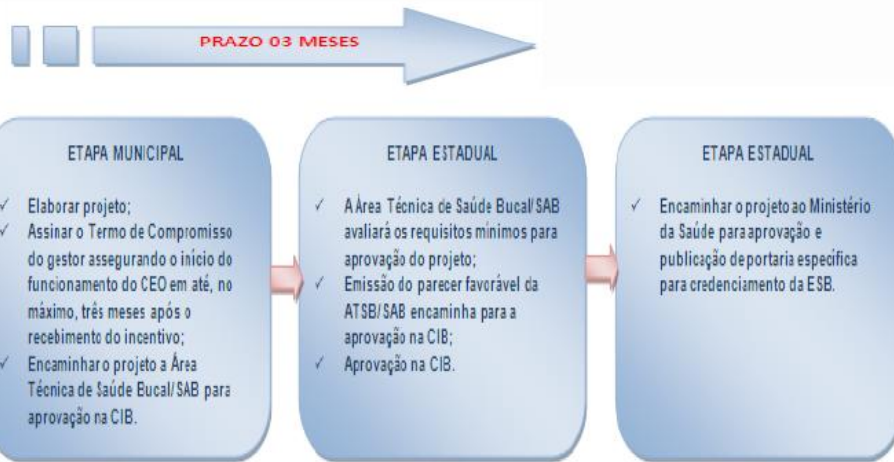 PRAZO 03 MESES
ETAPA MUNICIPAL
✓ Elaborar projeto;
✓ Assinar o Termo de Compromisso
do gestor assegurando o início do
funcionamento do CEO em até, no
máximo, três meses após o
recebimento do incentivo;
✓ Encaminhar o projeto a Área
Técnica de Saúde Bucal/SAB para
aprovação na CIB.
ETAPA ESTADUAL
✓ A Área Técnica de Saúde Bucal/SAB
avaliará os requisitos mínimos para
aprovação do projeto;
✓ Emissão do parecer favorável da
ATSB/SAB encaminha para a
aprovação na CIB;
✓ Aprovação na CIB.
ETAPA ESTADUAL
✓ Encaminhar o projeto ao Ministério
da Saúde para aprovação e
publicação de portaria específica
para credenciamento da ESB.